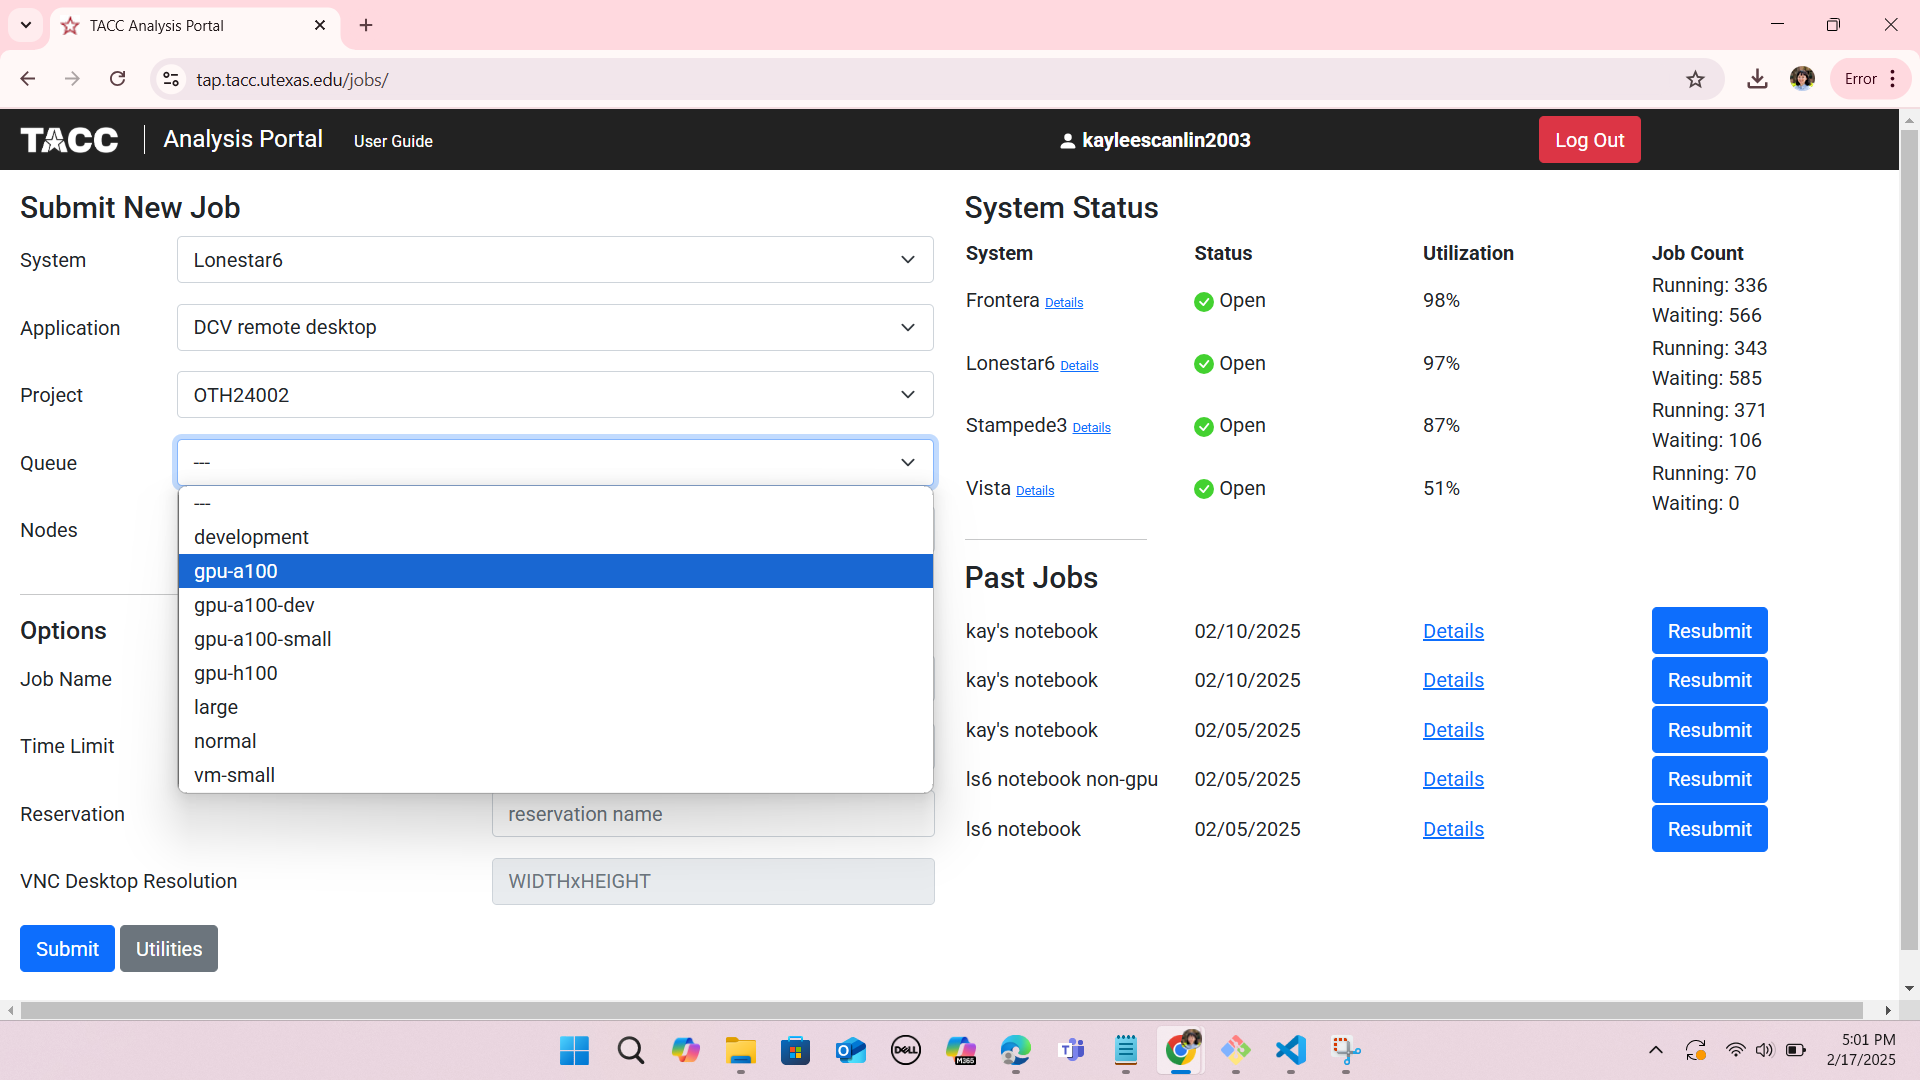 TACC Analysis Portal
tap.tacc.utexas.edu/jobs/
Error
TACC
Analysis Portal
User Guide
kayleescanlin2003
Log Out
Submit New Job
System
Lonestar6
Application
DCV remote desktop
Project
OTH24002
Queue
---
---
development
gpu-a100
gpu-a100-dev
gpu-a100-small
gpu-h100
large
normal
vm-small
Nodes
Options
Job Name
Time Limit
Reservation
reservation name
VNC Desktop Resolution
WIDTHxHEIGHT
Submit
Utilities
System Status
System Status Utilization Job Count
Frontera Details Open 98% Running: 336
Waiting: 566
Lonestar6 Details Open 97% Running: 343
Waiting: 585
Stampede3 Details Open 87% Running: 371
Waiting: 106
Vista Details Open 51% Running: 70
Waiting: 0
Past Jobs
kay's notebook 02/10/2025 Details Resubmit
kay's notebook 02/10/2025 Details Resubmit
kay's notebook 02/05/2025 Details Resubmit
ls6 notebook non-gpu 02/05/2025 Details Resubmit
ls6 notebook 02/05/2025 Details Resubmit
DELL
M365
5:01 PM
2/17/2025